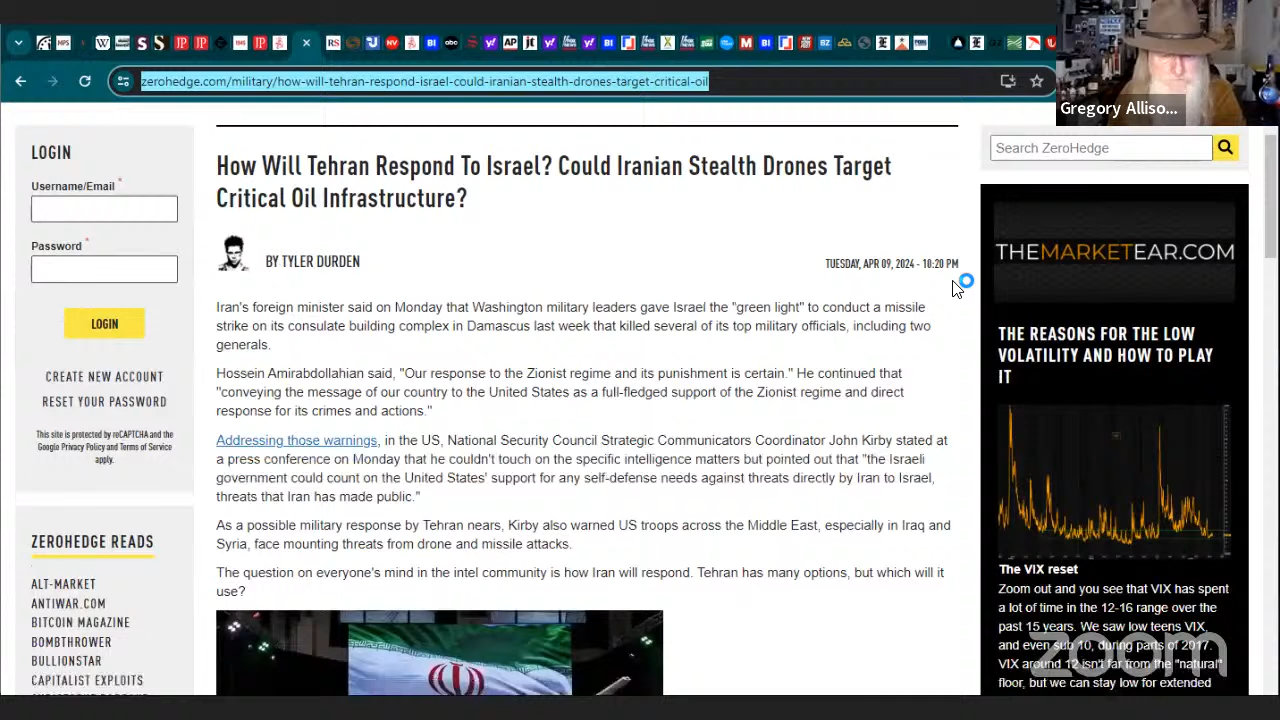 zerohedge.com/military/how-will-tehran-respond-israel-could-iranian-stealth-drones-target-critical-oil
Gregory Alliso...
LOGIN
Username/Email *
Password *
LOGIN
CREATE NEW ACCOUNT
RESET YOUR PASSWORD
This site is protected by reCAPTCHA and the
Google Privacy Policy and Terms of Service
apply.
ZEROHEDGE READS
ALT-MARKET
ANTIWAR.COM
BITCOIN MAGAZINE
BOMBTHROWER
BULLIONSTAR
CAPITALIST EXPLOITS
How Will Tehran Respond To Israel? Could Iranian Stealth Drones Target
Critical Oil Infrastructure?
BY TYLER DURDEN
TUESDAY, APR 09, 2024 - 10:20 PM
Iran's foreign minister said on Monday that Washington military leaders gave Israel the "green light" to conduct a missile
strike on its consulate building complex in Damascus last week that killed several of its top military officials, including two
generals.
Hossein Amirabdollahian said, "Our response to the Zionist regime and its punishment is certain." He continued that
"conveying the message of our country to the United States as a full-fledged support of the Zionist regime and direct
response for its crimes and actions."
Addressing those warnings, in the US, National Security Council Strategic Communicators Coordinator John Kirby stated at
a press conference on Monday that he couldn't touch on the specific intelligence matters but pointed out that "the Israeli
government could count on the United States' support for any self-defense needs against threats directly by Iran to Israel,
threats that Iran has made public."
As a possible military response by Tehran nears, Kirby also warned US troops across the Middle East, especially in Iraq and
Syria, face mounting threats from drone and missile attacks.
The question on everyone's mind in the intel community is how Iran will respond. Tehran has many options, but which will it
use?
Search ZeroHedge
THEMARKETEAR.COM
THE REASONS FOR THE LOW
VOLATILITY AND HOW TO PLAY
IT
The VIX reset
Zoom out and you see that VIX has spent
a lot of time in the 12-16 range over the
past 15 years. We saw low teens VIX,
and even sub 10, during parts of 2017.
VIX around 12 isn't far from the "natural"
floor, but we can stay low for extended
zoom